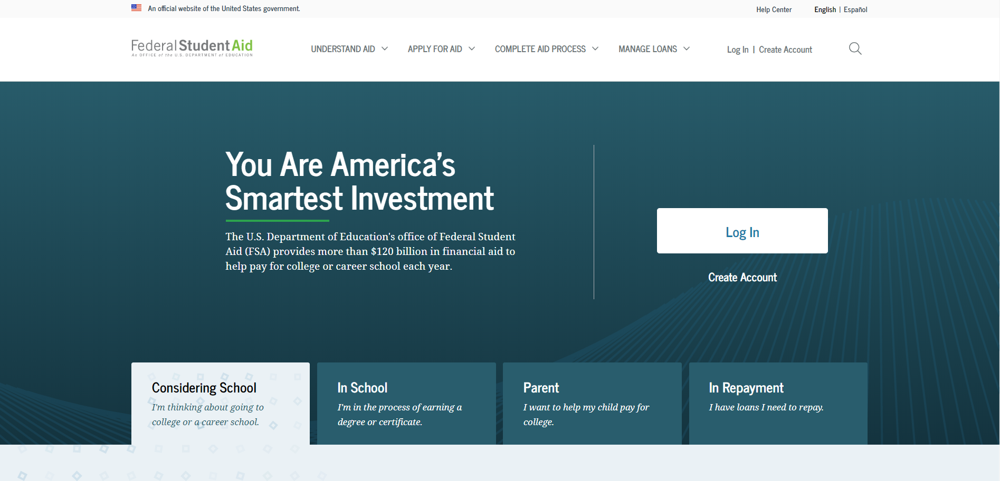 An official website of the United States government.
Help Center
English | Español
Federal Student Aid
An OFFICE of the U.S. DEPARTMENT of EDUCATION
UNDERSTAND AID
APPLY FOR AID
COMPLETE AID PROCESS
MANAGE LOANS
Log In | Create Account
You Are America's
Smartest Investment
The U.S. Department of Education's office of Federal Student
Aid (FSA) provides more than $120 billion in financial aid to
help pay for college or career school each year.
Log In
Create Account
Considering School
I'm thinking about going to
college or a career school.
In School
I'm in the process of earning a
degree or certificate.
Parent
I want to help my child pay for
college.
In Repayment
I have loans I need to repay.